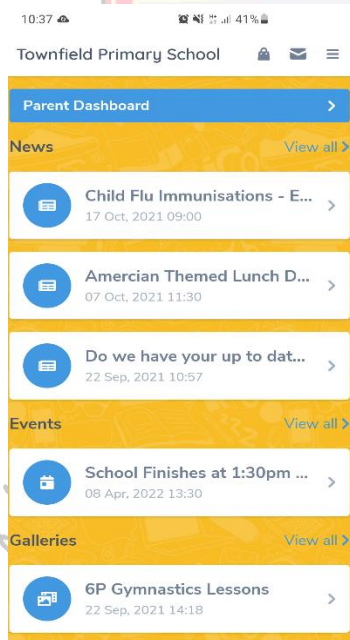 10:37 41%
Townfield Primary School
Parent Dashboard
News View all
Child Flu Immunisations - E...
17 Oct, 2021 09:00
Amercian Themed Lunch D...
07 Oct, 2021 11:30
Do we have your up to dat...
22 Sep, 2021 10:57
Events View all
School Finishes at 1:30pm ...
08 Apr, 2022 13:30
Galleries View all
6P Gymnastics Lessons
22 Sep, 2021 14:18